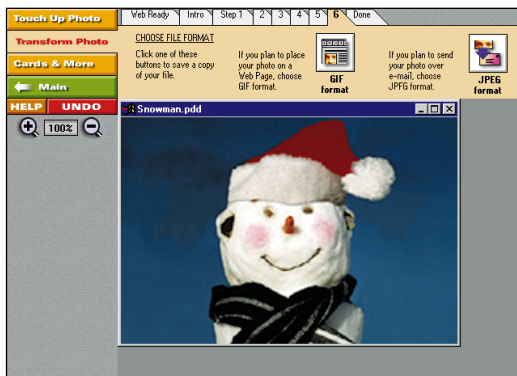 Touch Up Photo
Transform Photo
Cards & More
Main
HELP UNDO
100%
Web Ready Intro Step 1 2 3 4 5 6 Done
CHOOSE FILE FORMAT
Click one of these
buttons to save a copy
of your file.
If you plan to place
your photo on a
Web Page, choose
GIF format.
GIF
format
If you plan to send
your photo over
e-mail, choose
JPFG format.
JPEG
format
Snowman.pdd